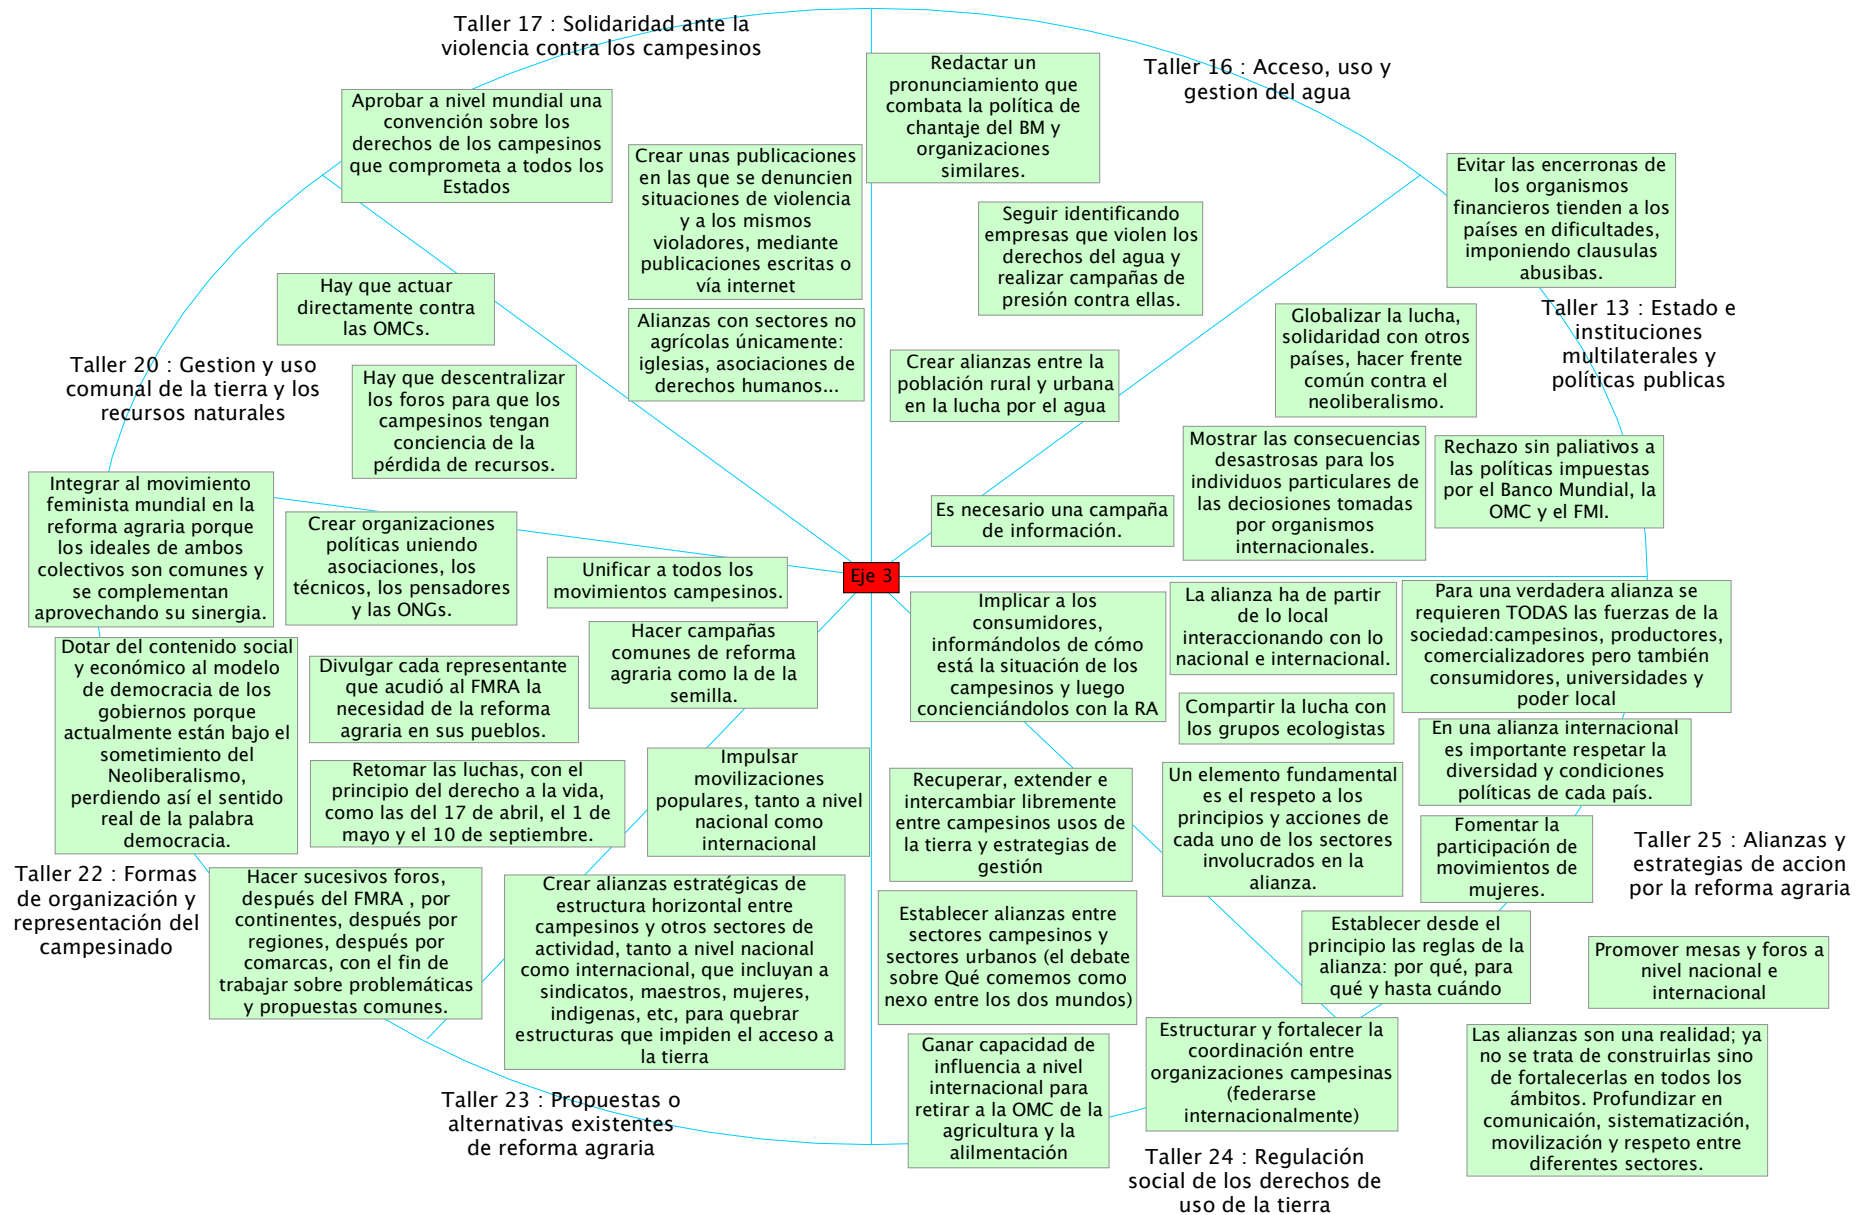 Taller 17 : Solidaridad ante la
violencia contra los campesinos
Aprobar a nivel mundial una
convención sobre los
derechos de los campesinos
que comprometa a todos los
Estados
Crear unas publicaciones
en las que se denuncien
situaciones de violencia
y a los mismos
violadores, mediante
publicaciones escritas o
vía internet
Alianzas con sectores no
agrícolas únicamente:
iglesias, asociaciones de
derechos humanos...
Redactar un
pronunciamiento que
combata la política de
chantaje del BM y
organizaciones
similares.
Taller 16 : Acceso, uso y
gestion del agua
Seguir identificando
empresas que violen los
derechos del agua y
realizar campañas de
presión contra ellas.
Crear alianzas entre la
población rural y urbana
en la lucha por el agua
Es necesario una campaña
de información.
Evitar las encerronas de
los organismos
financieros tienden a los
países en dificultades,
imponiendo clausulas
abusibas.
Taller 13 : Estado e
instituciones
multilaterales y
políticas publicas
Globalizar la lucha,
solidaridad con otros
países, hacer frente
común contra el
neoliberalismo.
Mostrar las consecuencias
desastrosas para los
individuos particulares de
las deciosiones tomadas
por organismos
internacionales.
Rechazo sin paliativos a
las políticas impuestas
por el Banco Mundial, la
OMC y el FMI.
Hay que actuar
directamente contra
las OMCs.
Taller 20 : Gestion y uso
comunal de la tierra y los
recursos naturales
Hay que descentralizar
los foros para que los
campesinos tengan
conciencia de la
pérdida de recursos.
Integrar al movimiento
feminista mundial en la
reforma agraria porque
los ideales de ambos
colectivos son comunes y
se complementan
aprovechando su sinergia.
Crear organizaciones
políticas uniendo
asociaciones, los
técnicos, los pensadores
y las ONGs.
Unificar a todos los
movimientos campesinos.
Eje 3
Dotar del contenido social
y económico al modelo
de democracia de los
gobiernos porque
actualmente están bajo el
sometimiento del
Neoliberalismo,
perdiendo así el sentido
real de la palabra
democracia.
Divulgar cada representante
que acudió al FMRA la
necesidad de la reforma
agraria en sus pueblos.
Hacer campañas
comunes de reforma
agraria como la de la
semilla.
Retomar las luchas, con el
principio del derecho a la vida,
como las del 17 de abril, el 1 de
mayo y el 10 de septiembre.
Impulsar
movilizaciones
populares, tanto a nivel
nacional como
internacional
Taller 22 : Formas
de organización y
representación del
campesinado
Hacer sucesivos foros,
después del FMRA , por
continentes, después por
regiones, después por
comarcas, con el fin de
trabajar sobre problemáticas
y propuestas comunes.
Crear alianzas estratégicas de
estructura horizontal entre
campesinos y otros sectores de
actividad, tanto a nivel nacional
como internacional, que incluyan a
sindicatos, maestros, mujeres,
indigenas, etc, para quebrar
estructuras que impiden el acceso a
la tierra
Taller 23 : Propuestas o
alternativas existentes
de reforma agraria
Implicar a los
consumidores,
informándolos de cómo
está la situación de los
campesinos y luego
concienciándolos con la RA
Recuperar, extender e
intercambiar libremente
entre campesinos usos de
la tierra y estrategias de
gestión
Establecer alianzas entre
sectores campesinos y
sectores urbanos (el debate
sobre Qué comemos como
nexo entre los dos mundos)
Ganar capacidad de
influencia a nivel
internacional para
retirar a la OMC de la
agricultura y la
alilmentación
Estructurar y fortalecer la
coordinación entre
organizaciones campesinas
(federarse
internacionalmente)
Taller 24 : Regulación
social de los derechos de
uso de la tierra
La alianza ha de partir
de lo local
interaccionando con lo
nacional e internacional.
Compartir la lucha con
los grupos ecologistas
Un elemento fundamental
es el respeto a los
principios y acciones de
cada uno de los sectores
involucrados en la
alianza.
Para una verdadera alianza se
requieren TODAS las fuerzas de la
sociedad:campesinos, productores,
comercializadores pero también
consumidores, universidades y
poder local
En una alianza internacional
es importante respetar la
diversidad y condiciones
políticas de cada país.
Fomentar la
participación de
movimientos de
mujeres.
Taller 25 : Alianzas y
estrategias de accion
por la reforma agraria
Establecer desde el
principio las reglas de la
alianza: por qué, para
qué y hasta cuándo
Promover mesas y foros a
nivel nacional e
internacional
Las alianzas son una realidad; ya
no se trata de construirlas sino
de fortalecerlas en todos los
ámbitos. Profundizar en
comunicaión, sistematización,
movilización y respeto entre
diferentes sectores.